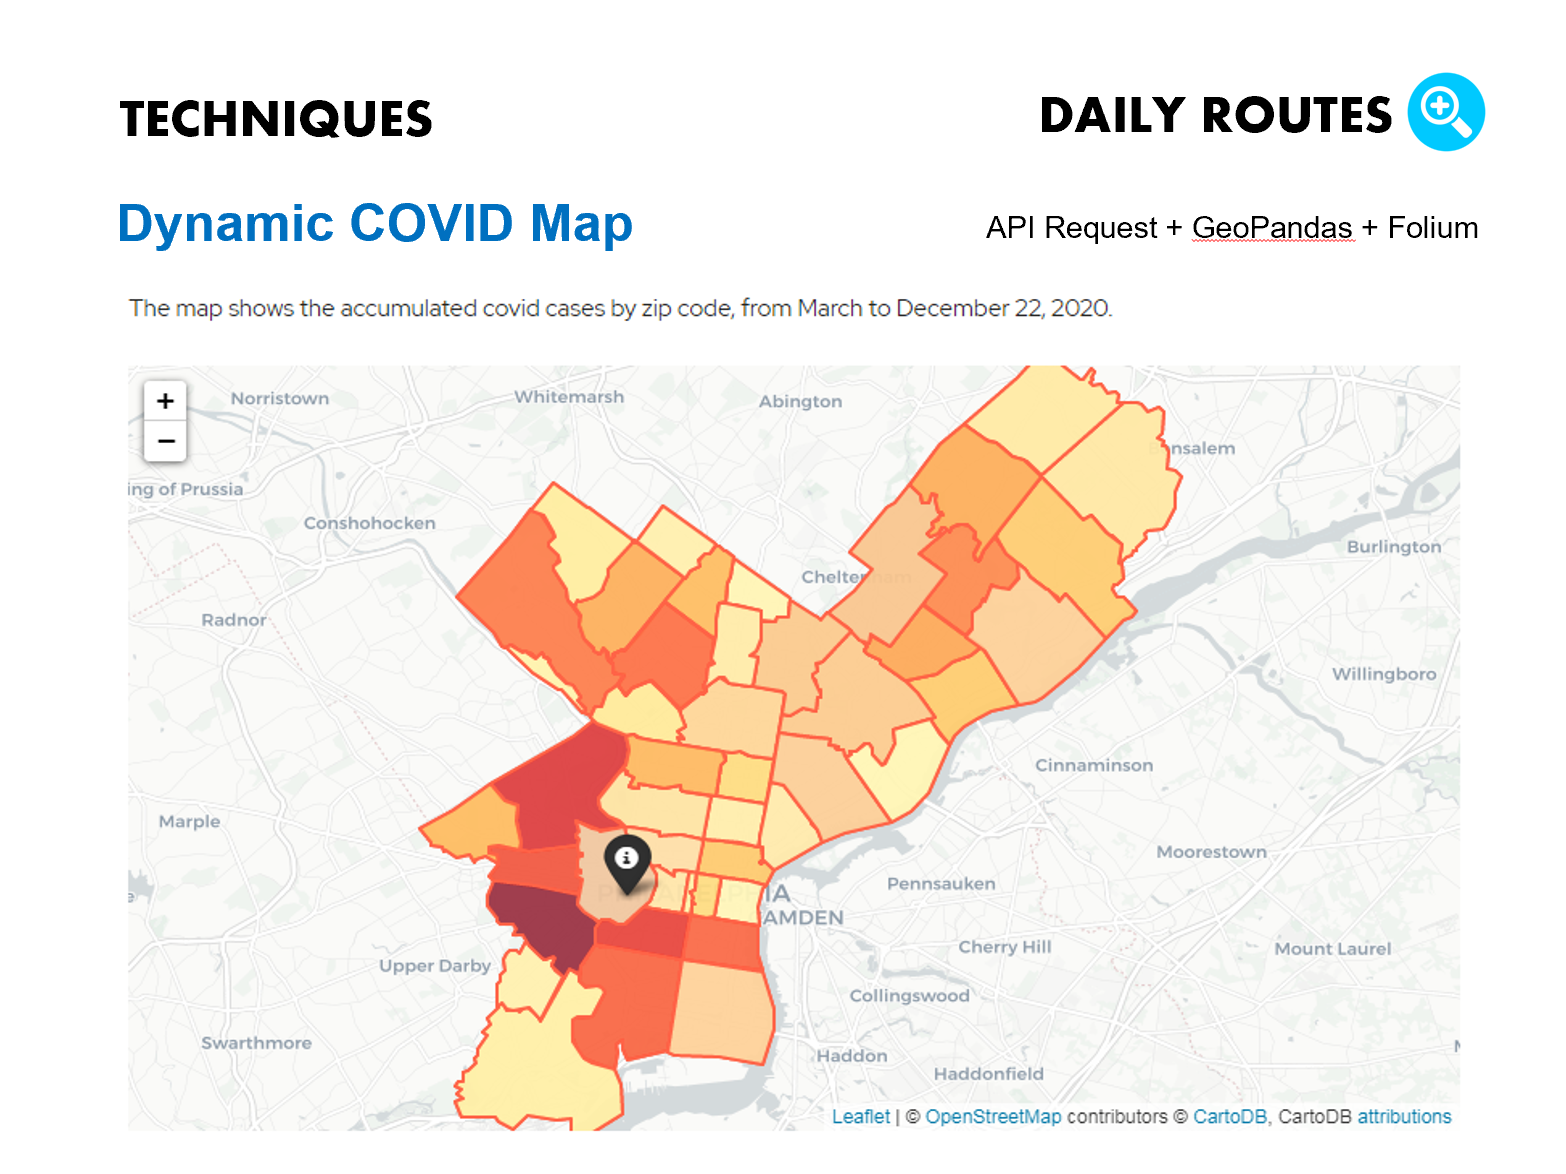 TECHNIQUES
DAILY ROUTES
Dynamic COVID Map
API Request + GeoPandas + Folium
The map shows the accumulated covid cases by zip code, from March to December 22, 2020.
+
−
Norristown
Whitemarsh
Abington
nsalem
ing of Prussia
Conshohocken
Burlington
Chelten
Radnor
Willingboro
Cinnaminson
Marple
Moorestown
Pennsauken
PHILADELPHIA
AMDEN
Cherry Hill
Mount Laurel
Upper Darby
Collingswood
Swarthmore
Haddon
Haddonfield
Leaflet | © OpenStreetMap contributors © CartoDB, CartoDB attributions